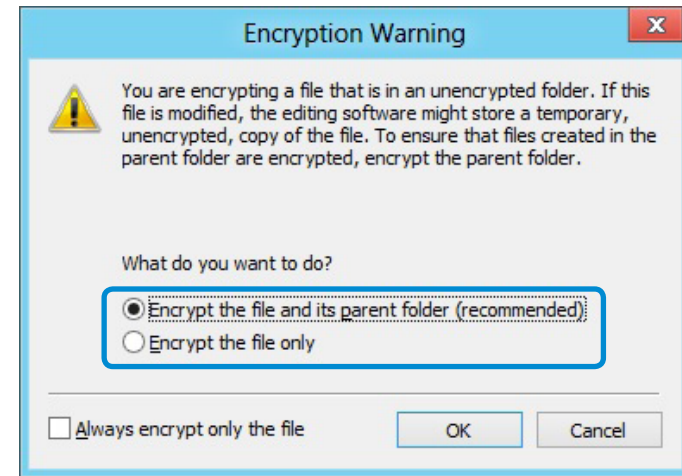 Encryption Warning
You are encrypting a file that is in an unencrypted folder. If this
file is modified, the editing software might store a temporary,
unencrypted, copy of the file. To ensure that files created in the
parent folder are encrypted, encrypt the parent folder.
What do you want to do?
Encrypt the file and its parent folder (recommended)
Encrypt the file only
Always encrypt only the file
OK
Cancel